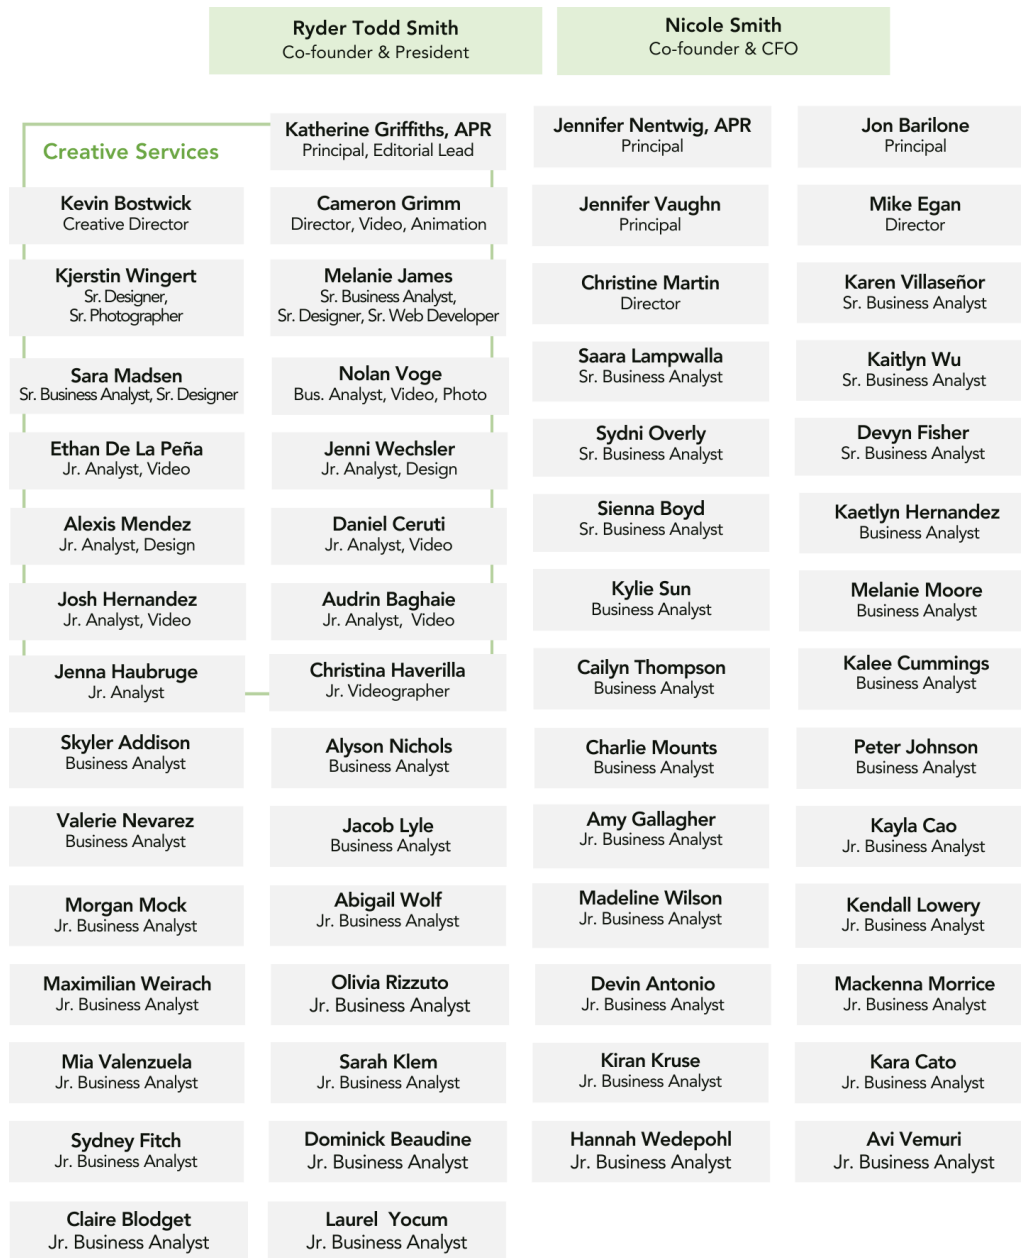 Ryder Todd Smith
Co-founder & President
Nicole Smith
Co-founder & CFO
Creative Services
Katherine Griffiths, APR
Principal, Editorial Lead
Jennifer Nentwig, APR
Principal
Jon Barilone
Principal
Kevin Bostwick
Creative Director
Cameron Grimm
Director, Video, Animation
Jennifer Vaughn
Principal
Mike Egan
Director
Kjerstin Wingert
Sr. Designer,
Sr. Photographer
Melanie James
Sr. Business Analyst,
Sr. Designer, Sr. Web Developer
Christine Martin
Director
Karen Villaseñor
Sr. Business Analyst
Sara Madsen
Sr. Business Analyst, Sr. Designer
Nolan Voge
Bus. Analyst, Video, Photo
Saara Lampwalla
Sr. Business Analyst
Kaitlyn Wu
Sr. Business Analyst
Ethan De La Peña
Jr. Analyst, Video
Jenni Wechsler
Jr. Analyst, Design
Sydni Overly
Sr. Business Analyst
Devyn Fisher
Sr. Business Analyst
Alexis Mendez
Jr. Analyst, Design
Daniel Ceruti
Jr. Analyst, Video
Sienna Boyd
Sr. Business Analyst
Kaetlyn Hernandez
Business Analyst
Josh Hernandez
Jr. Analyst, Video
Audrin Baghaie
Jr. Analyst, Video
Kylie Sun
Business Analyst
Melanie Moore
Business Analyst
Jenna Haubruge
Jr. Analyst
Christina Haverilla
Jr. Videographer
Cailyn Thompson
Business Analyst
Kalee Cummings
Business Analyst
Skyler Addison
Business Analyst
Alyson Nichols
Business Analyst
Charlie Mounts
Business Analyst
Peter Johnson
Business Analyst
Valerie Nevarez
Business Analyst
Jacob Lyle
Business Analyst
Amy Gallagher
Jr. Business Analyst
Kayla Cao
Jr. Business Analyst
Morgan Mock
Jr. Business Analyst
Abigail Wolf
Jr. Business Analyst
Madeline Wilson
Jr. Business Analyst
Kendall Lowery
Jr. Business Analyst
Maximilian Weirach
Jr. Business Analyst
Olivia Rizzuto
Jr. Business Analyst
Devin Antonio
Jr. Business Analyst
Mackenna Morrice
Jr. Business Analyst
Mia Valenzuela
Jr. Business Analyst
Sarah Klem
Jr. Business Analyst
Kiran Kruse
Jr. Business Analyst
Kara Cato
Jr. Business Analyst
Sydney Fitch
Jr. Business Analyst
Dominick Beaudine
Jr. Business Analyst
Hannah Wedepohl
Jr. Business Analyst
Avi Vemuri
Jr. Business Analyst
Claire Blodget
Jr. Business Analyst
Laurel Yocum
Jr. Business Analyst